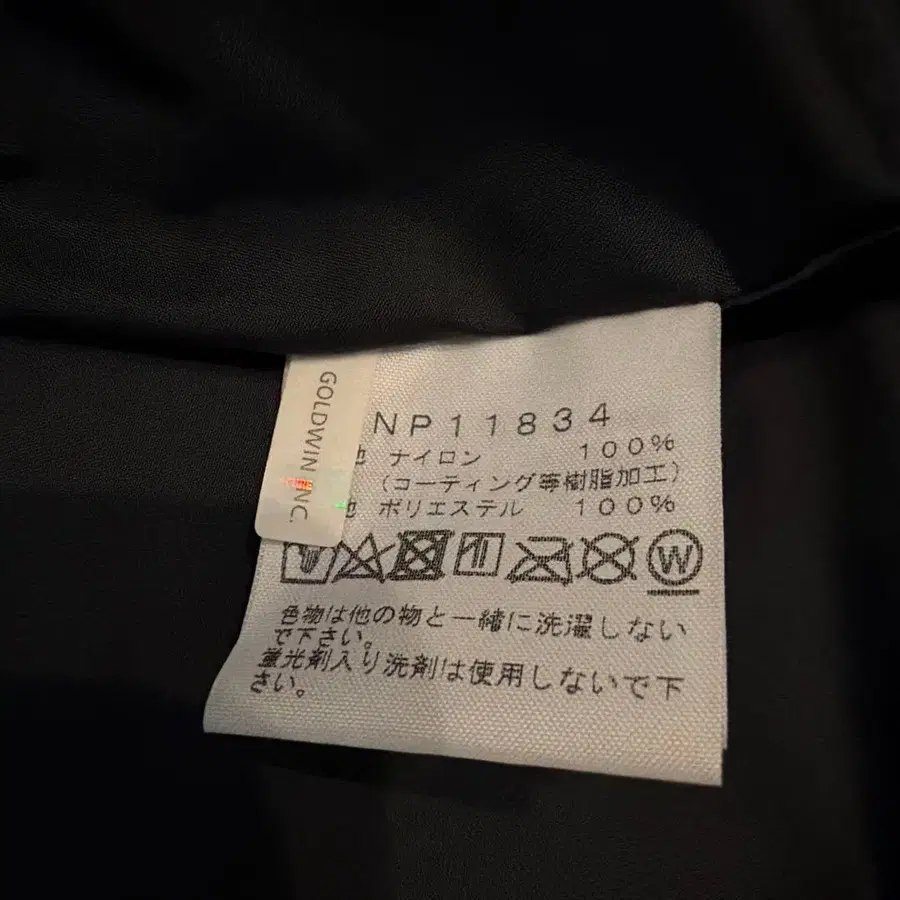 GOLDWIN INC.
NP11834
地 ナイロン 100%
(コーティング等樹脂加工)
地 ポリエステル 100%
W
色物は他の物と一緒に洗濯しない
で下さい。
蛍光剤入り洗剤は使用しないで下
さい。